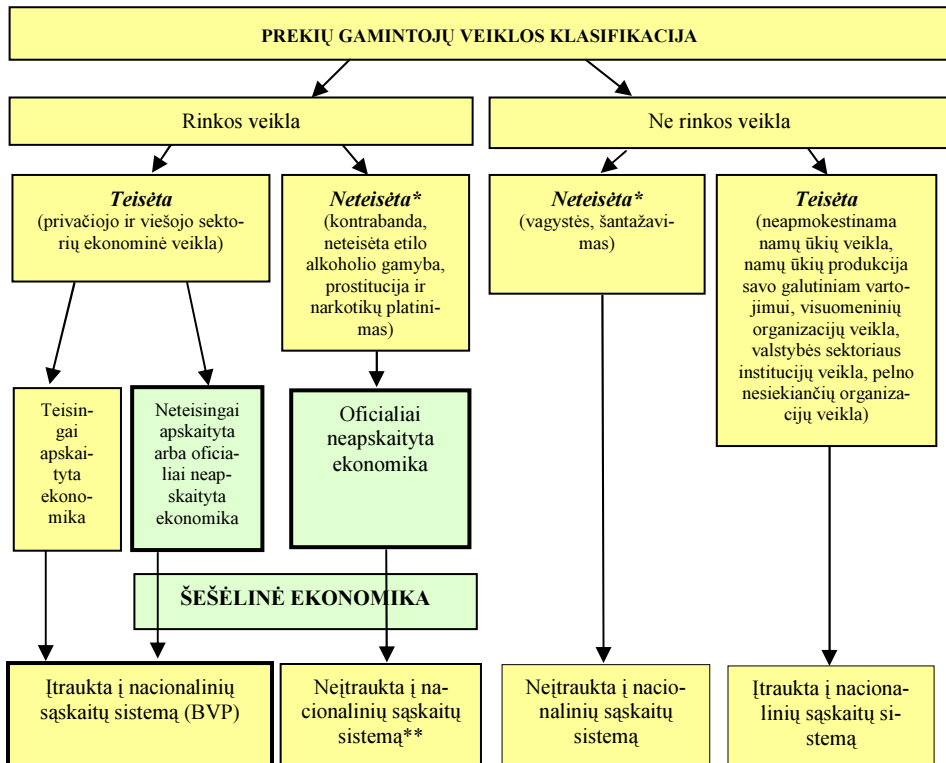 PREKIŲ GAMINTOJŲ VEIKLOS KLASIFIKACIJA
Rinkos veikla
Ne rinkos veikla
Teisėta
(privačiojo ir viešojo sekto-
rių ekonominė veikla)
Neteisėta*
(kontrabanda,
neteisėta etilo
alkoholio gamyba,
prostitucija ir
narkotikų platini-
mas)
Neteisėta*
(vagystės, šantažavi-
mas)
Teisėta
(neapmokestinama
namų ūkių veikla,
namų ūkių produkcija
savo galutiniam varto-
jimui, visuomeninių
organizacijų veikla,
valstybės sektoriaus
institucijų veikla, pelno
nesiekiančių organiza-
cijų veikla)
Teisin-
gai
apskai-
tyta
ekono-
mika
Neteisingai
apskaityta
arba oficia-
liai neap-
skaityta
ekonomika
Oficialiai
neapskaityta
ekonomika
ŠEŠĖLINĖ EKONOMIKA
Įtraukta į nacionalinių
sąskaitų sistemą (BVP)
Neįtraukta į na-
cionalinių sąskaitų
sistemą**
Neįtraukta į nacio-
nalinių sąskaitų
sistemą
Įtraukta į naciona-
linių sąskaitų si-
stemą